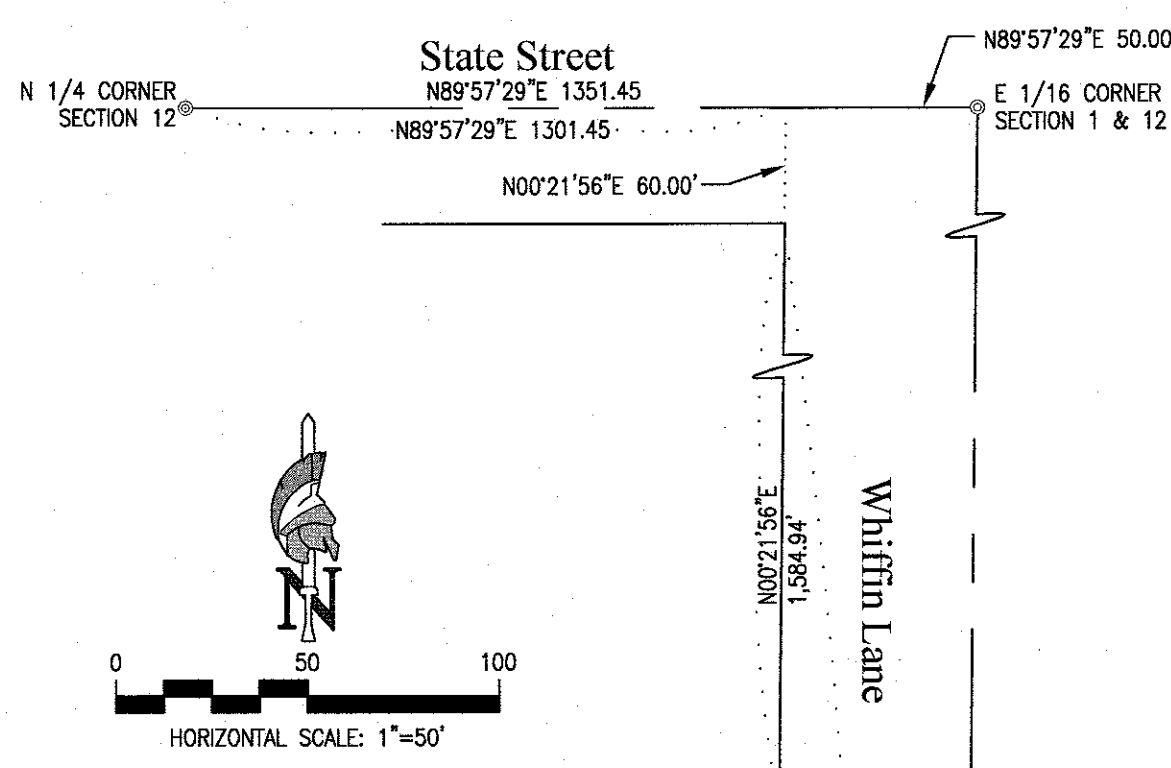 State Street
N89°57'29"E 50.00
N 1/4 CORNER
SECTION 12
N89°57'29"E 1351.45
E 1/16 CORNER
SECTION 1 & 12
N89°57'29"E 1301.45
N00°21'56"E 60.00'
N00°21'56"E
1,584.94'
Whiffin Lane
N
0 50 100
HORIZONTAL SCALE: 1"=50'